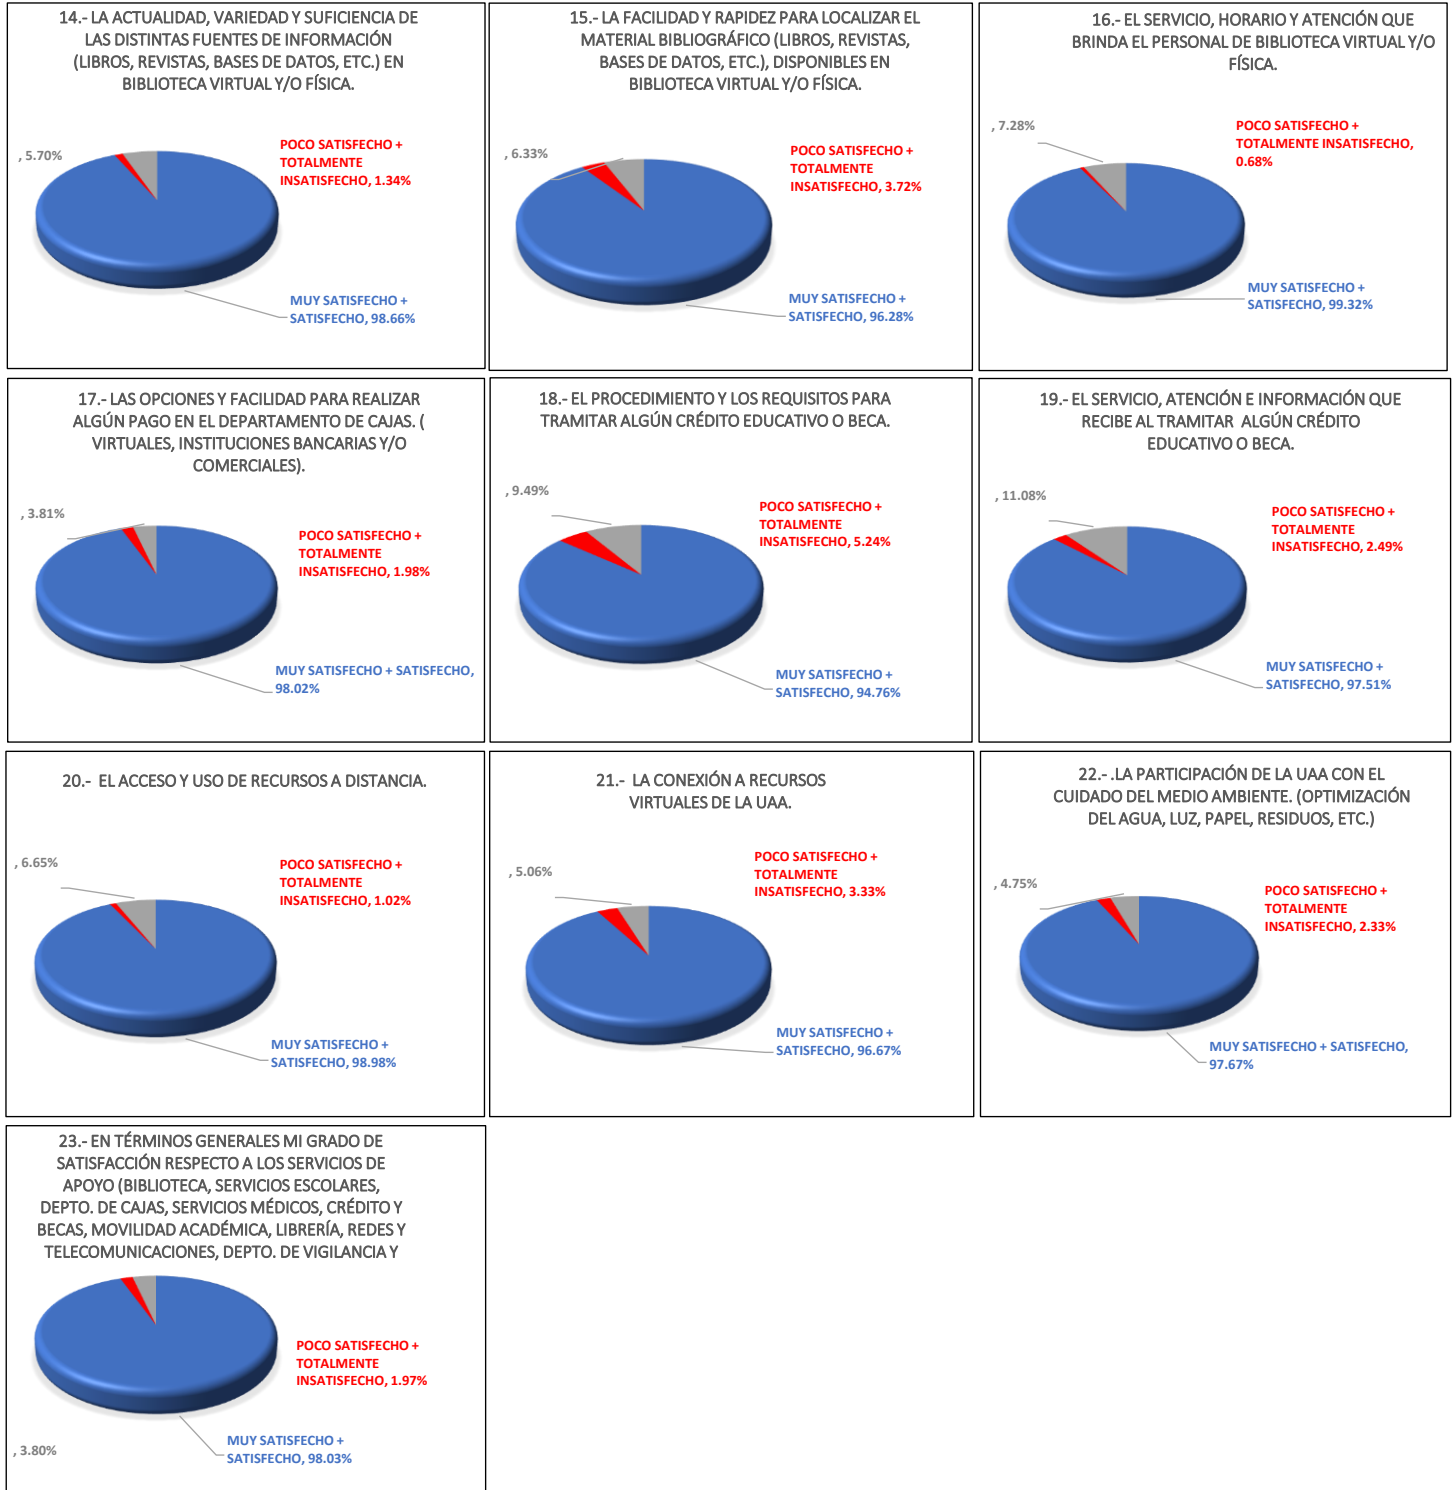 14.- LA ACTUALIDAD, VARIEDAD Y SUFICIENCIA DE
LAS DISTINTAS FUENTES DE INFORMACIÓN
(LIBROS, REVISTAS, BASES DE DATOS, ETC.) EN
BIBLIOTECA VIRTUAL Y/O FÍSICA.
, 5.70%
POCO SATISFECHO +
TOTALMENTE
INSATISFECHO, 1.34%
MUY SATISFECHO +
SATISFECHO, 98.66%
15.- LA FACILIDAD Y RAPIDEZ PARA LOCALIZAR EL
MATERIAL BIBLIOGRÁFICO (LIBROS, REVISTAS,
BASES DE DATOS, ETC.), DISPONIBLES EN
BIBLIOTECA VIRTUAL Y/O FÍSICA.
, 6.33%
POCO SATISFECHO +
TOTALMENTE
INSATISFECHO, 3.72%
MUY SATISFECHO +
SATISFECHO, 96.28%
16.- EL SERVICIO, HORARIO Y ATENCIÓN QUE
BRINDA EL PERSONAL DE BIBLIOTECA VIRTUAL Y/O
FÍSICA.
, 7.28%
POCO SATISFECHO +
TOTALMENTE INSATISFECHO,
0.68%
MUY SATISFECHO +
SATISFECHO, 99.32%
17.- LAS OPCIONES Y FACILIDAD PARA REALIZAR
ALGÚN PAGO EN EL DEPARTAMENTO DE CAJAS. (
VIRTUALES, INSTITUCIONES BANCARIAS Y/O
COMERCIALES).
, 3.81%
POCO SATISFECHO +
TOTALMENTE
INSATISFECHO, 1.98%
MUY SATISFECHO + SATISFECHO,
98.02%
18.- EL PROCEDIMIENTO Y LOS REQUISITOS PARA
TRAMITAR ALGÚN CRÉDITO EDUCATIVO O BECA.
, 9.49%
POCO SATISFECHO +
TOTALMENTE
INSATISFECHO, 5.24%
MUY SATISFECHO +
SATISFECHO, 94.76%
19.- EL SERVICIO, ATENCIÓN E INFORMACIÓN QUE
RECIBE AL TRAMITAR ALGÚN CRÉDITO
EDUCATIVO O BECA.
, 11.08%
POCO SATISFECHO +
TOTALMENTE
INSATISFECHO, 2.49%
MUY SATISFECHO +
SATISFECHO, 97.51%
20.- EL ACCESO Y USO DE RECURSOS A DISTANCIA.
, 6.65%
POCO SATISFECHO +
TOTALMENTE
INSATISFECHO, 1.02%
MUY SATISFECHO +
SATISFECHO, 98.98%
21.- LA CONEXIÓN A RECURSOS
VIRTUALES DE LA UAA.
, 5.06%
POCO SATISFECHO +
TOTALMENTE
INSATISFECHO, 3.33%
MUY SATISFECHO +
SATISFECHO, 96.67%
22.- .LA PARTICIPACIÓN DE LA UAA CON EL
CUIDADO DEL MEDIO AMBIENTE. (OPTIMIZACIÓN
DEL AGUA, LUZ, PAPEL, RESIDUOS, ETC.)
, 4.75%
POCO SATISFECHO +
TOTALMENTE
INSATISFECHO, 2.33%
MUY SATISFECHO + SATISFECHO,
97.67%
23.- EN TÉRMINOS GENERALES MI GRADO DE
SATISFACCIÓN RESPECTO A LOS SERVICIOS DE
APOYO (BIBLIOTECA, SERVICIOS ESCOLARES,
DEPTO. DE CAJAS, SERVICIOS MÉDICOS, CRÉDITO Y
BECAS, MOVILIDAD ACADÉMICA, LIBRERÍA, REDES Y
TELECOMUNICACIONES, DEPTO. DE VIGILANCIA Y
POCO SATISFECHO +
TOTALMENTE
INSATISFECHO, 1.97%
MUY SATISFECHO +
SATISFECHO, 98.03%
, 3.80%